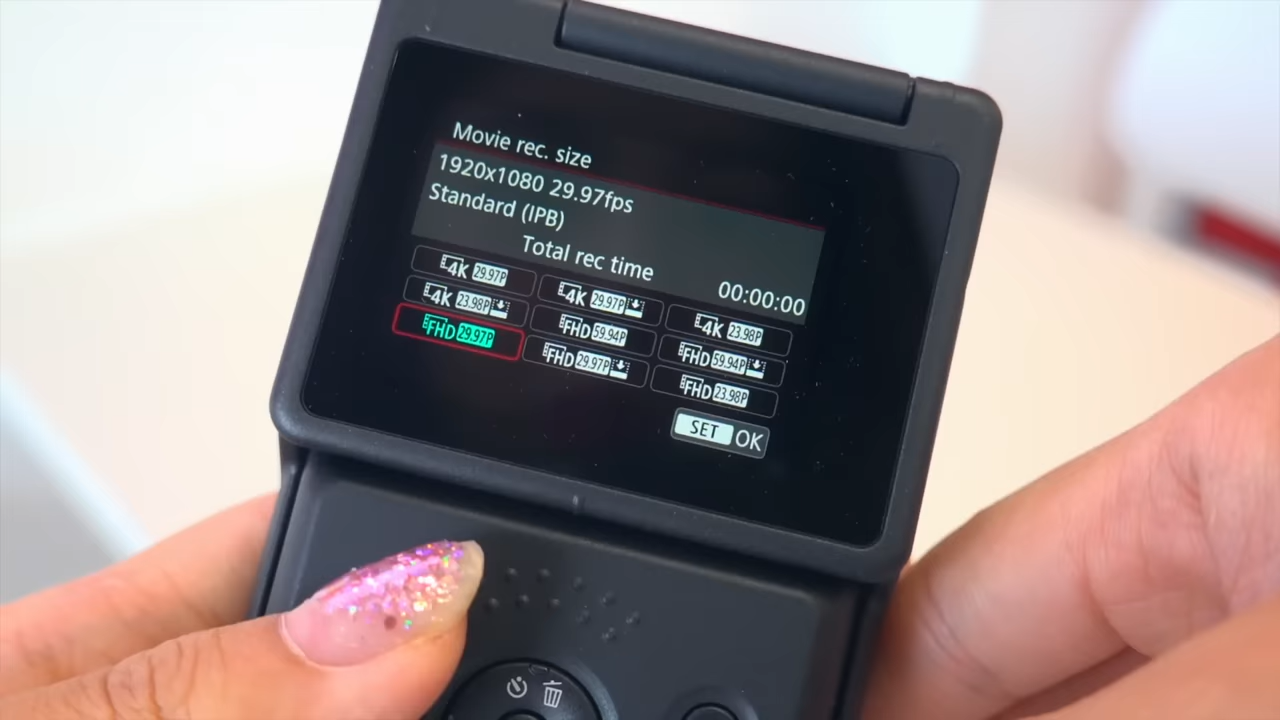 Movie rec. size
1920x1080 29.97fps
Standard (IPB)
Total rec time
00:00:00
4K 29.97P 4K 29.97P 4K 23.98P
4K 23.98P FHD 59.94P FHD 59.94P
FHD 29.97P FHD 29.97P FHD 23.98P
SET OK